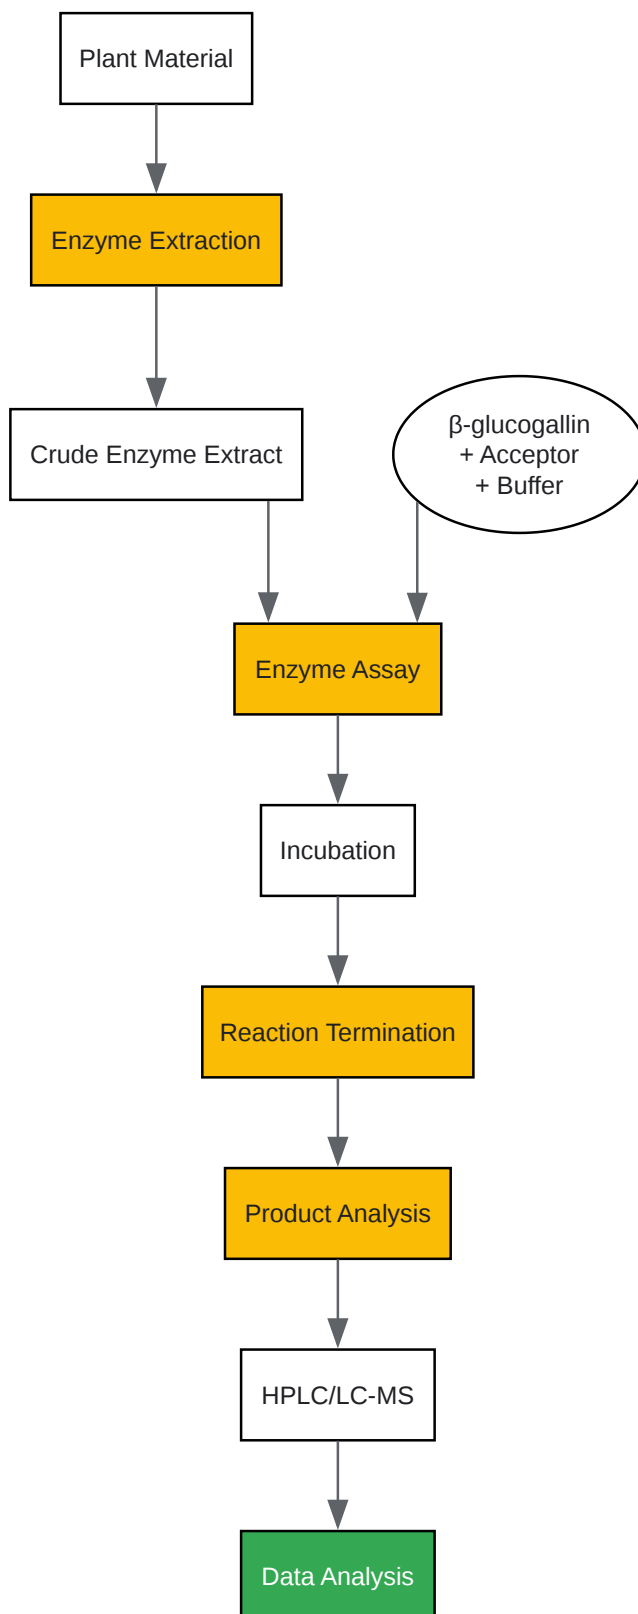 Plant Material
Enzyme Extraction
Crude Enzyme Extract
β-glucogallin
+ Acceptor
+ Buffer
Enzyme Assay
Incubation
Reaction Termination
Product Analysis
HPLC/LC-MS
Data Analysis